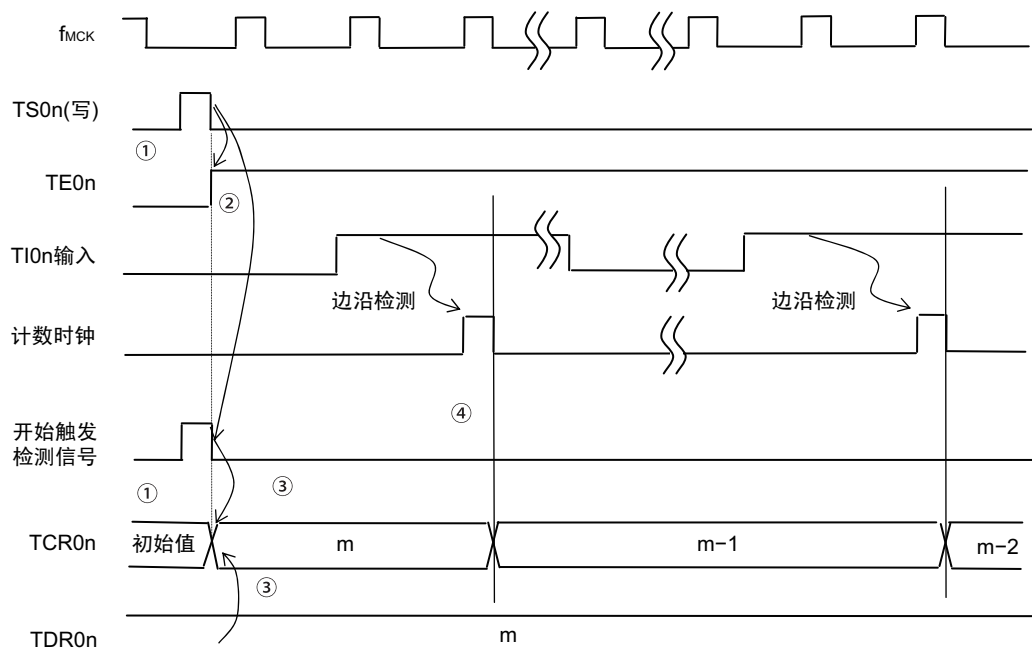 fMCK
TS0n(写)
①
TE0n
②
TI0n输入
边沿检测
边沿检测
计数时钟
④
开始触发
检测信号
①
③
TCR0n
初始值
m
m−1
m−2
③
TDR0n
m